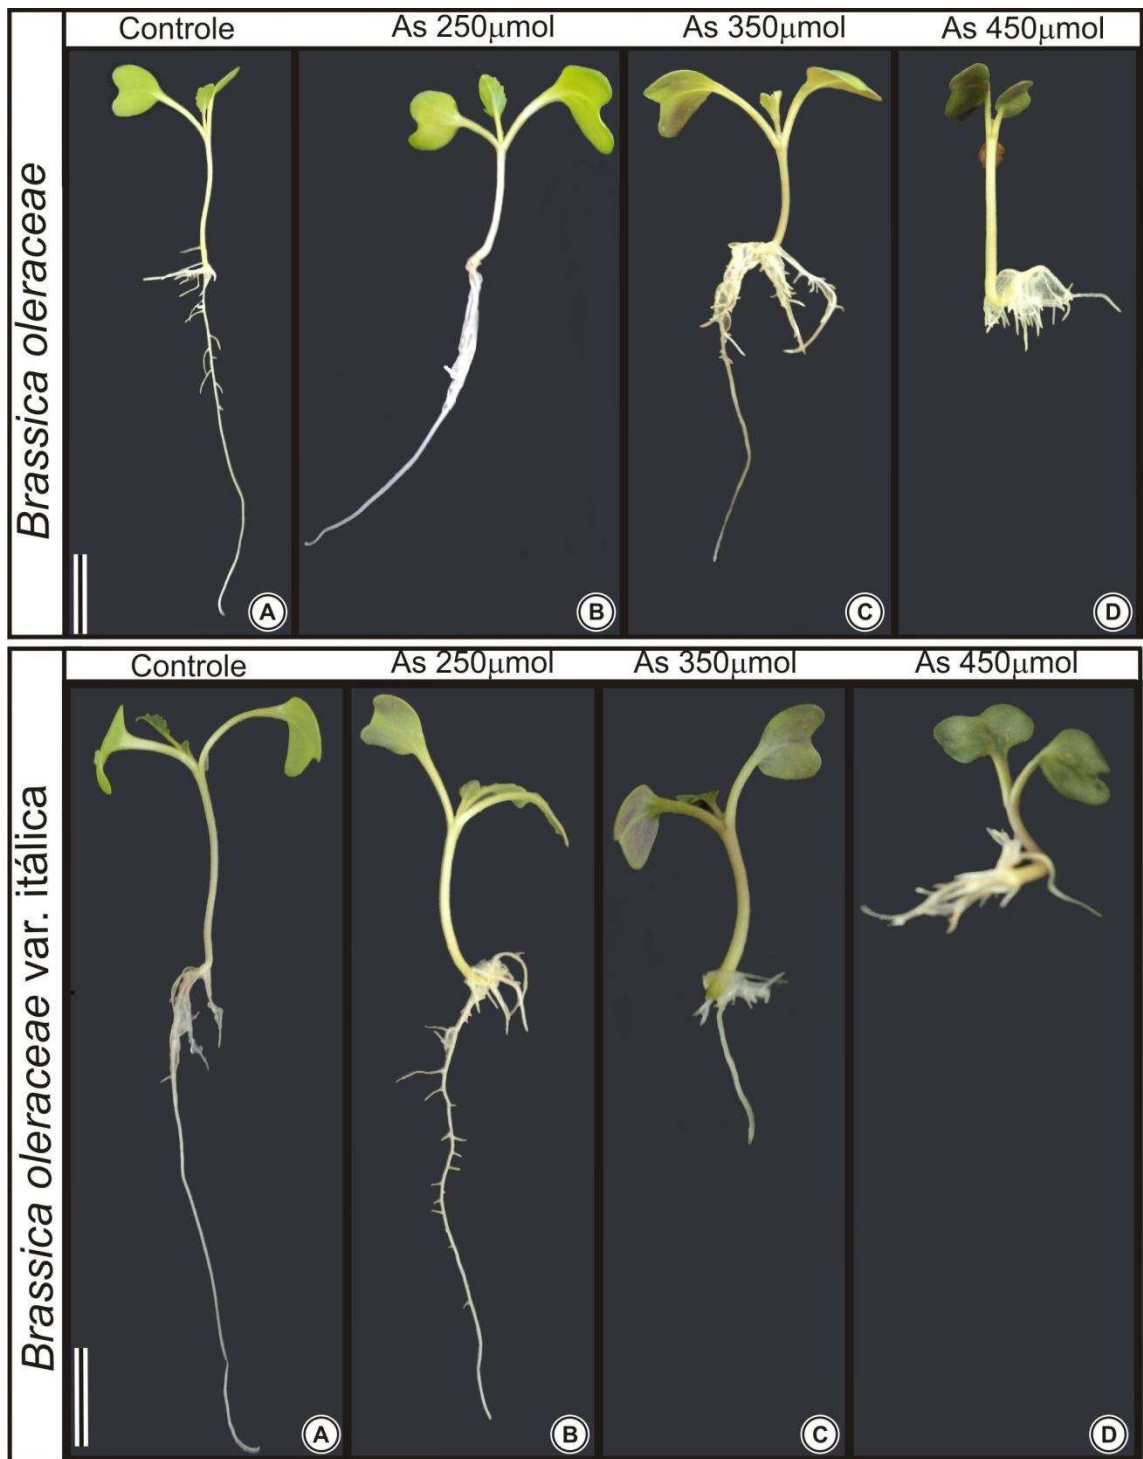 Controle
As 250μmol
As 350μmol
As 450μmol
Brassica oleraceae
A
B
C
D
Controle
As 250μmol
As 350μmol
As 450μmol
Brassica oleraceae var. itálica
A
B
C
D